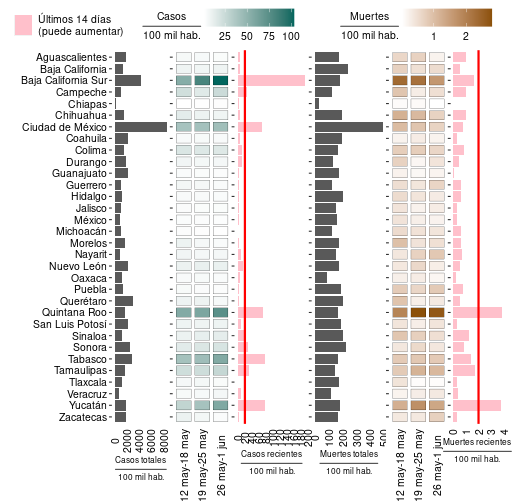 Últimos 14 días
(puede aumentar)
Casos
100 mil hab.
25 50 75 100
Muertes
100 mil hab.
1 2
Aguascalientes
Baja California
Baja California Sur
Campeche
Chiapas
Chihuahua
Ciudad de México
Coahuila
Colima
Durango
Guanajuato
Guerrero
Hidalgo
Jalisco
México
Michoacán
Morelos
Nayarit
Nuevo León
Oaxaca
Puebla
Querétaro
Quintana Roo
San Luis Potosí
Sinaloa
Sonora
Tabasco
Tamaulipas
Tlaxcala
Veracruz
Yucatán
Zacatecas
0 2000 4000 6000 8000
Casos totales
100 mil hab.
12 may-18 may
19 may-25 may
26 may-1 jun
Casos recientes
100 mil hab.
0 100 200 300 400 500
Muertes totales
100 mil hab.
12 may-18 may
19 may-25 may
26 may-1 jun
0 1 2 3 4
Muertes recientes
100 mil hab.